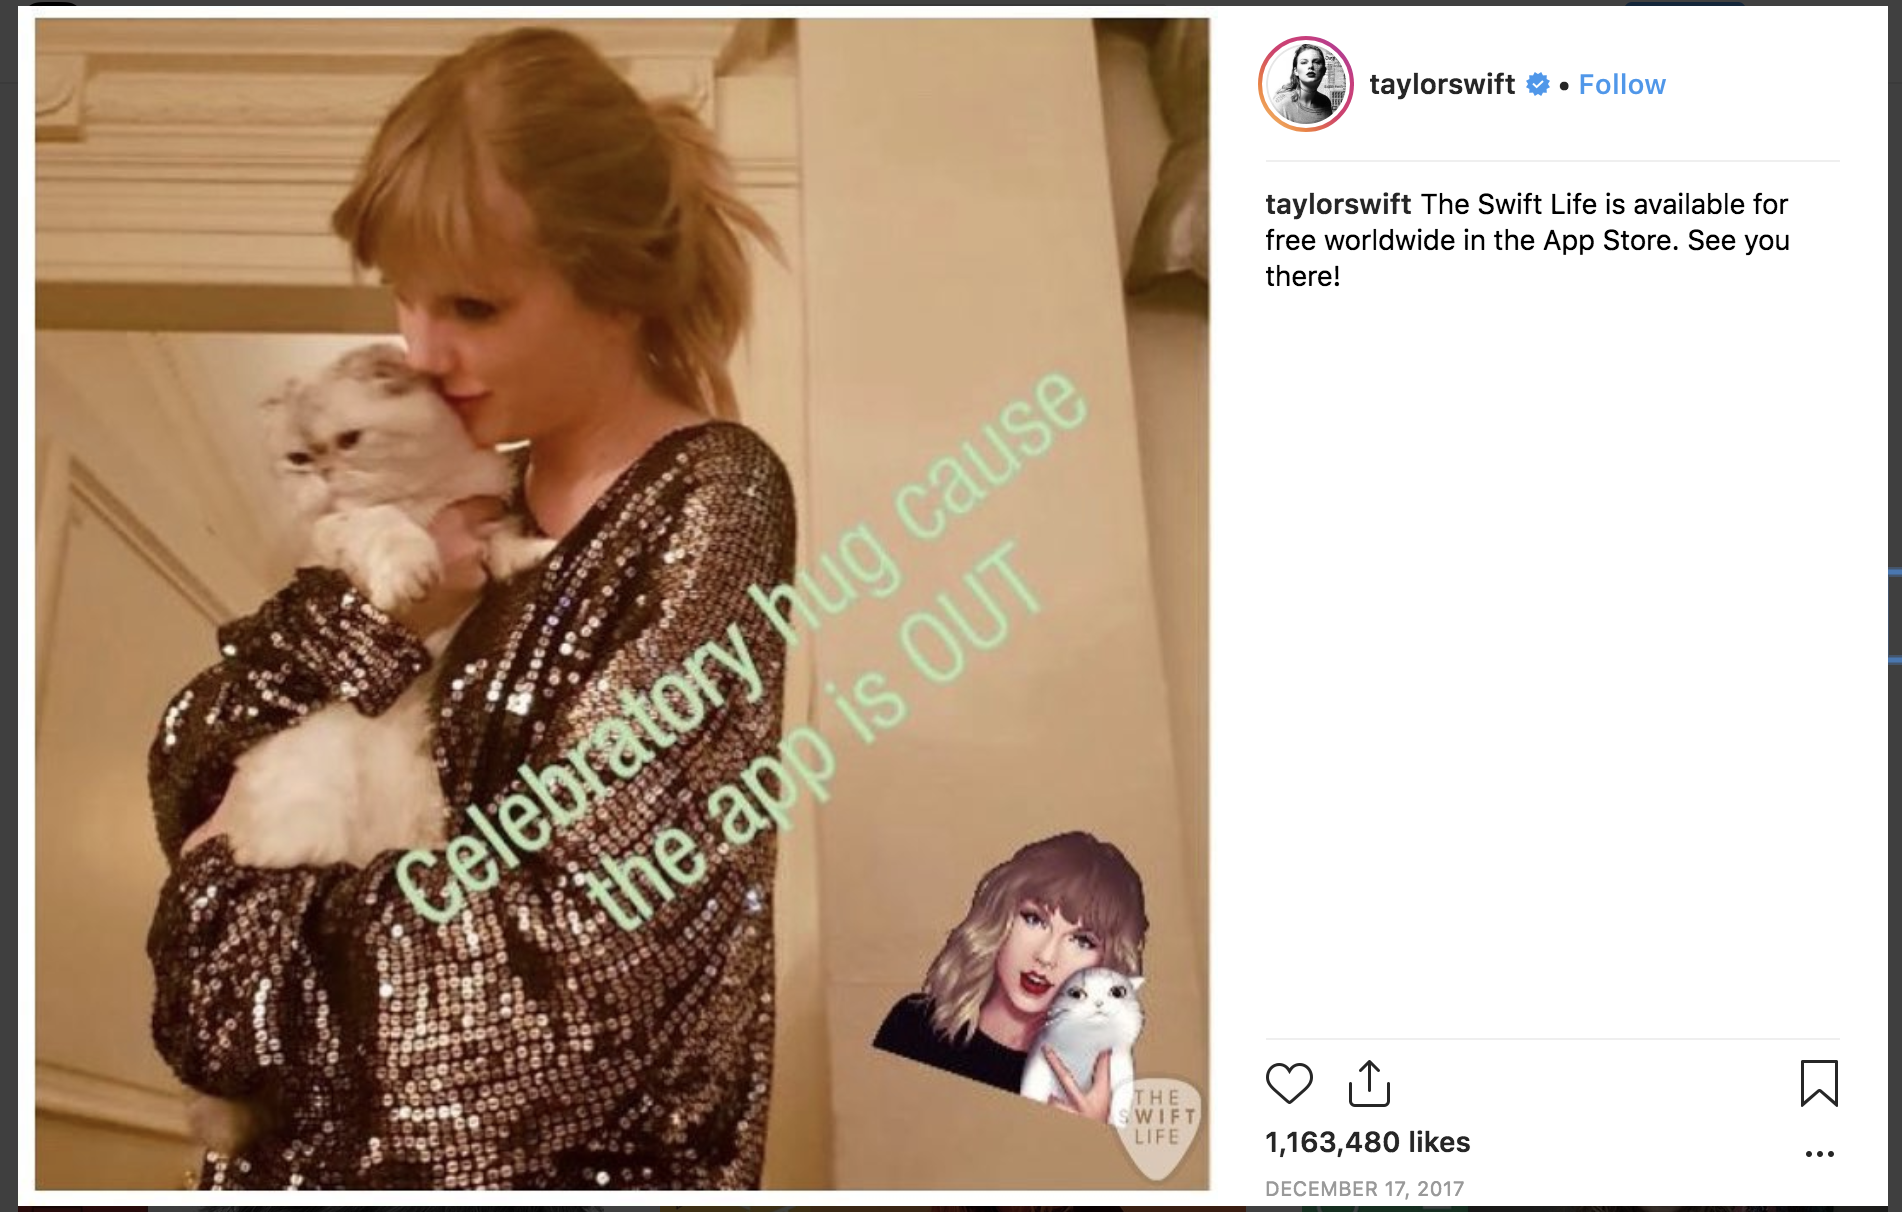 Celebratory hug cause
the app is OUT
THE
SWIFT
LIFE
taylorswift • Follow
taylorswift The Swift Life is available for
free worldwide in the App Store. See you
there!
1,163,480 likes
DECEMBER 17, 2017